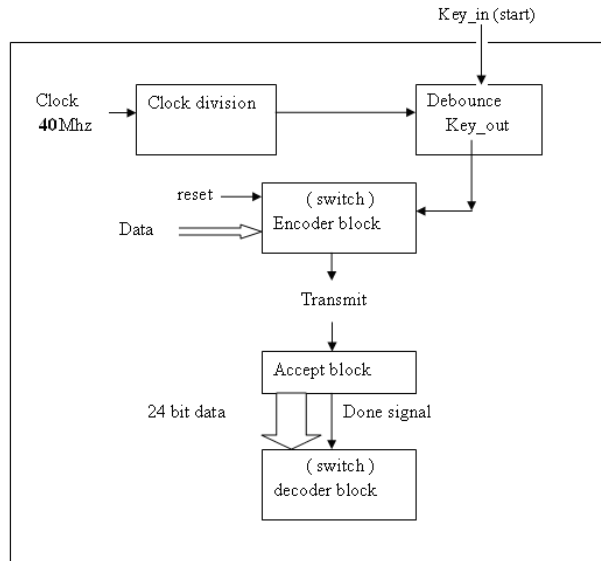 Key_in (start)
Clock
40Mhz
Clock division
Debounce
Key_out
reset
Data
( switch )
Encoder block
Transmit
Accept block
24 bit data
Done signal
( switch )
decoder block